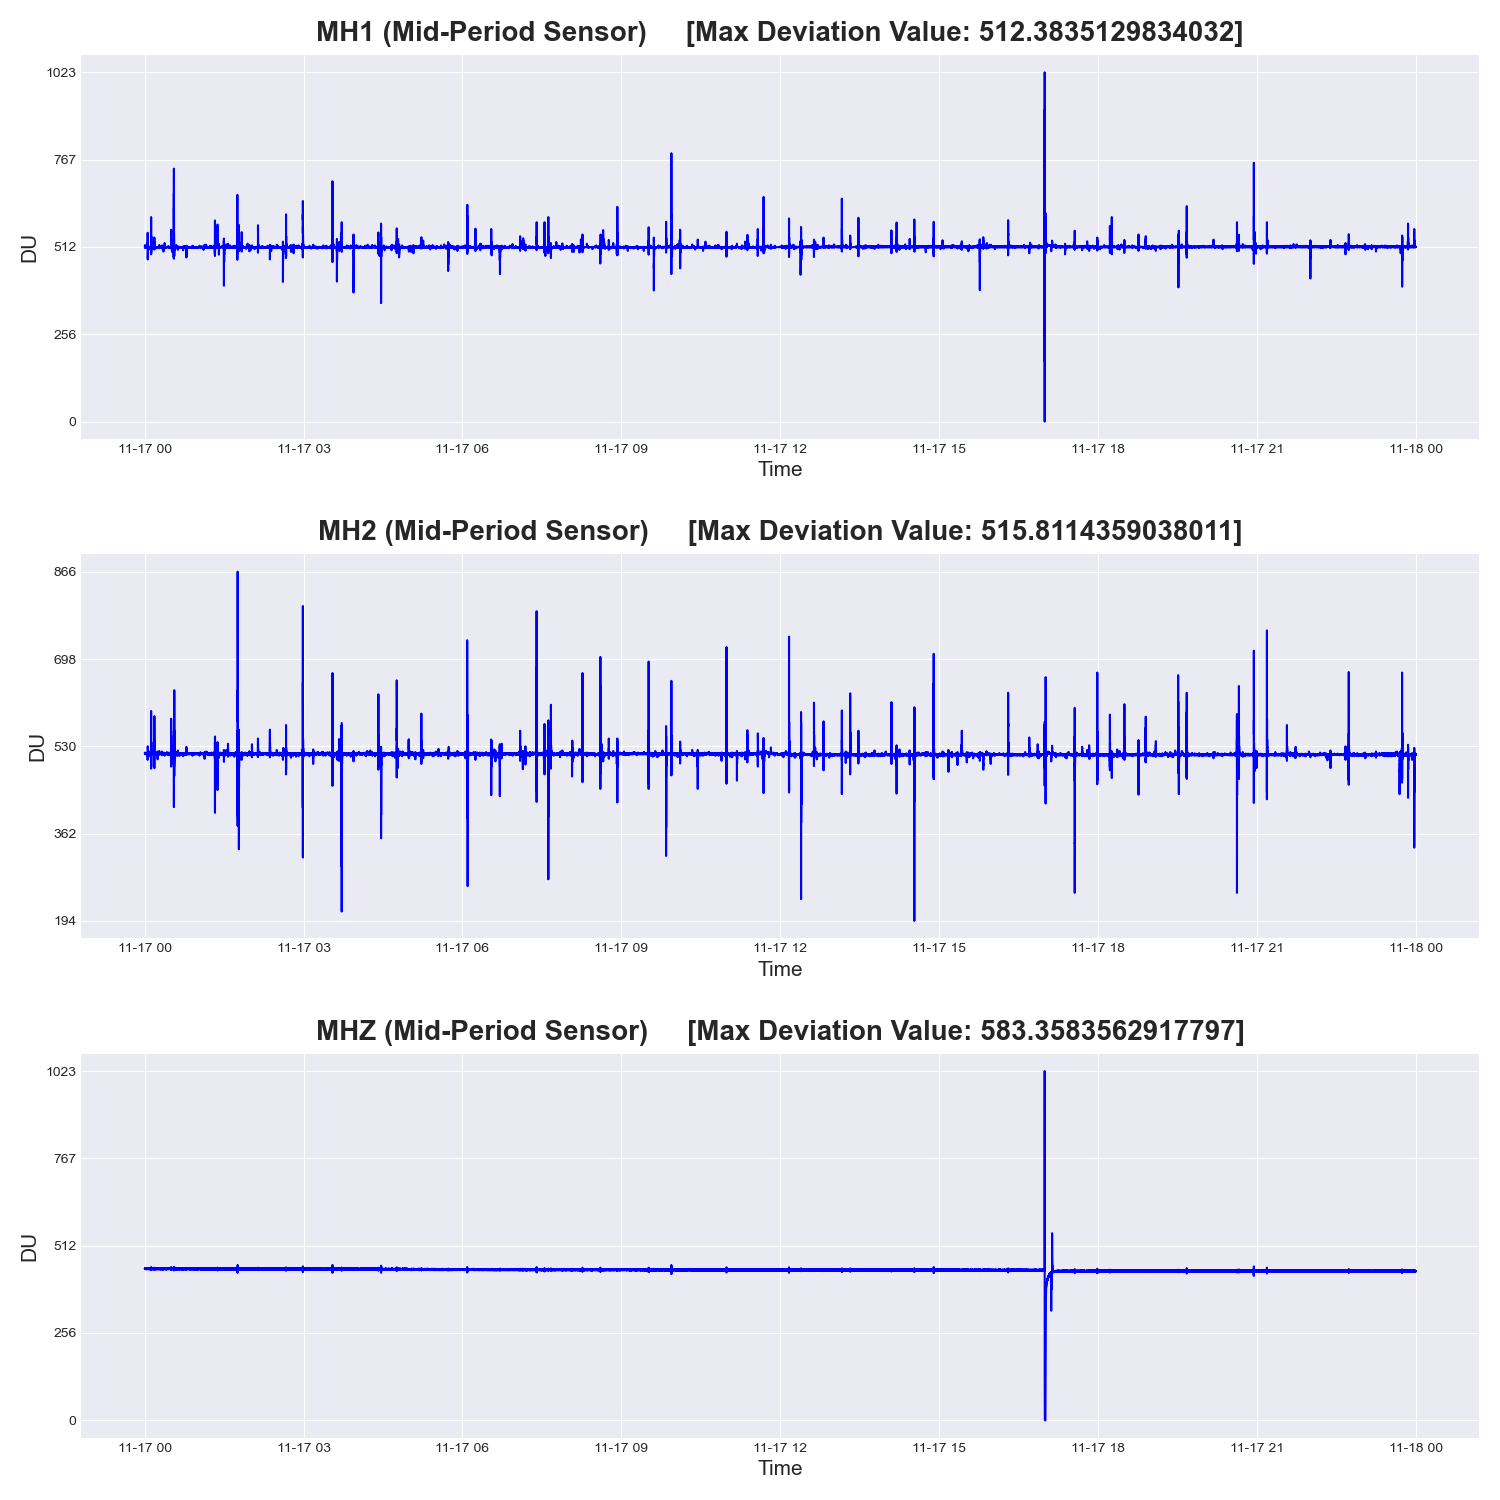 MH1 (Mid-Period Sensor)     [Max Deviation Value: 512.3835129834032]
1023
767
512
256
0
DU
11-17 00 11-17 03 11-17 06 11-17 09 11-17 12 11-17 15 11-17 18 11-17 21 11-18 00
Time
MH2 (Mid-Period Sensor)     [Max Deviation Value: 515.8114359038011]
866
698
530
362
194
DU
11-17 00 11-17 03 11-17 06 11-17 09 11-17 12 11-17 15 11-17 18 11-17 21 11-18 00
Time
MHZ (Mid-Period Sensor)     [Max Deviation Value: 583.3583562917797]
1023
767
512
256
0
DU
11-17 00 11-17 03 11-17 06 11-17 09 11-17 12 11-17 15 11-17 18 11-17 21 11-18 00
Time